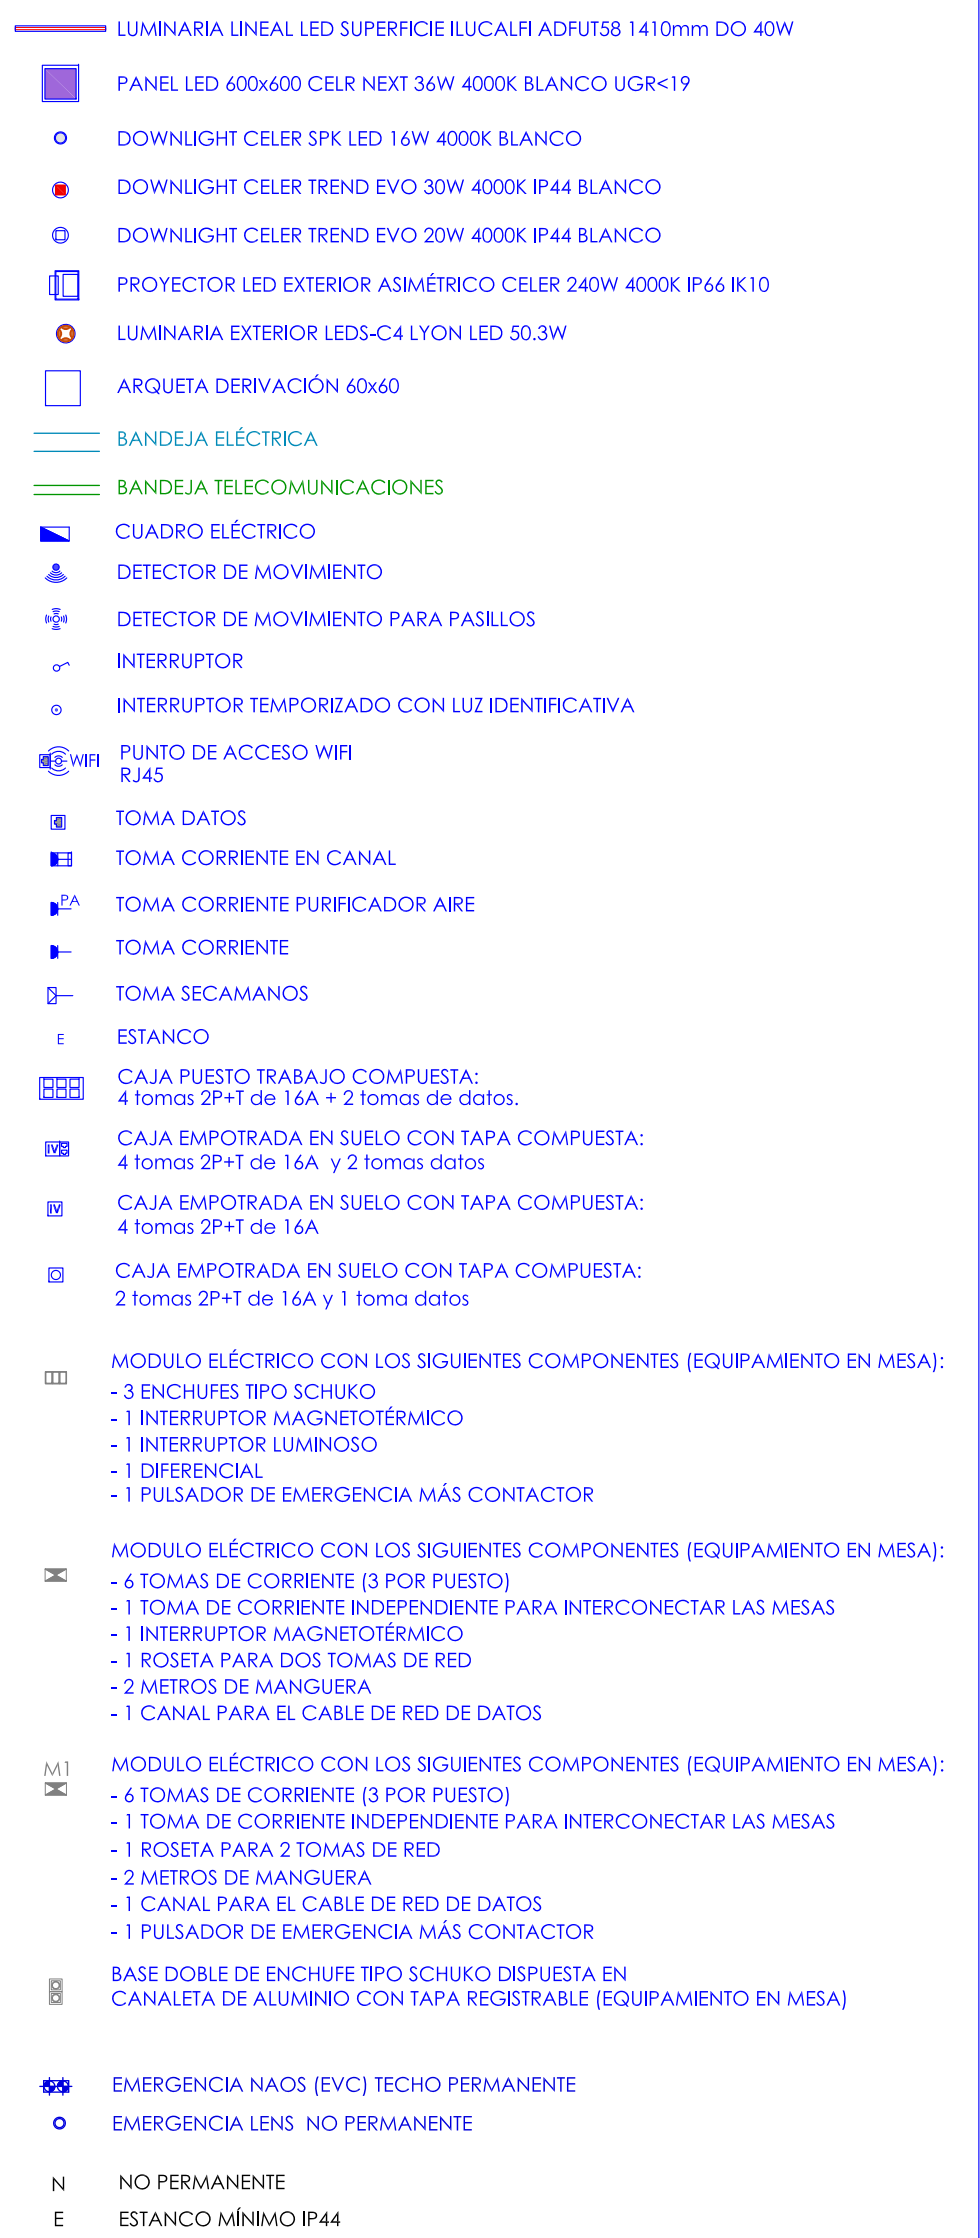 LUMINARIA LINEAL LED SUPERFICIE ILUCALFI ADFUT58 1410mm DO 40W
PANEL LED 600x600 CELR NEXT 36W 4000K BLANCO UGR<19
DOWNLIGHT CELER SPK LED 16W 4000K BLANCO
DOWNLIGHT CELER TREND EVO 30W 4000K IP44 BLANCO
DOWNLIGHT CELER TREND EVO 20W 4000K IP44 BLANCO
PROYECTOR LED EXTERIOR ASIMÉTRICO CELER 240W 4000K IP66 IK10
LUMINARIA EXTERIOR LEDS-C4 LYON LED 50.3W
ARQUETA DERIVACIÓN 60x60
BANDEJA ELÉCTRICA
BANDEJA TELECOMUNICACIONES
CUADRO ELÉCTRICO
DETECTOR DE MOVIMIENTO
DETECTOR DE MOVIMIENTO PARA PASILLOS
INTERRUPTOR
INTERRUPTOR TEMPORIZADO CON LUZ IDENTIFICATIVA
WIFI PUNTO DE ACCESO WIFI
RJ45
TOMA DATOS
TOMA CORRIENTE EN CANAL
PA TOMA CORRIENTE PURIFICADOR AIRE
TOMA CORRIENTE
TOMA SECAMANOS
E ESTANCO
CAJA PUESTO TRABAJO COMPUESTA:
4 tomas 2P+T de 16A + 2 tomas de datos.
IV CAJA EMPOTRADA EN SUELO CON TAPA COMPUESTA:
4 tomas 2P+T de 16A y 2 tomas datos
IV CAJA EMPOTRADA EN SUELO CON TAPA COMPUESTA:
4 tomas 2P+T de 16A
CAJA EMPOTRADA EN SUELO CON TAPA COMPUESTA:
2 tomas 2P+T de 16A y 1 toma datos
MODULO ELÉCTRICO CON LOS SIGUIENTES COMPONENTES (EQUIPAMIENTO EN MESA):
- 3 ENCHUFES TIPO SCHUKO
- 1 INTERRUPTOR MAGNETOTÉRMICO
- 1 INTERRUPTOR LUMINOSO
- 1 DIFERENCIAL
- 1 PULSADOR DE EMERGENCIA MÁS CONTACTOR
MODULO ELÉCTRICO CON LOS SIGUIENTES COMPONENTES (EQUIPAMIENTO EN MESA):
- 6 TOMAS DE CORRIENTE (3 POR PUESTO)
- 1 TOMA DE CORRIENTE INDEPENDIENTE PARA INTERCONECTAR LAS MESAS
- 1 INTERRUPTOR MAGNETOTÉRMICO
- 1 ROSETA PARA DOS TOMAS DE RED
- 2 METROS DE MANGUERA
- 1 CANAL PARA EL CABLE DE RED DE DATOS
M1 MODULO ELÉCTRICO CON LOS SIGUIENTES COMPONENTES (EQUIPAMIENTO EN MESA):
- 6 TOMAS DE CORRIENTE (3 POR PUESTO)
- 1 TOMA DE CORRIENTE INDEPENDIENTE PARA INTERCONECTAR LAS MESAS
- 1 ROSETA PARA 2 TOMAS DE RED
- 2 METROS DE MANGUERA
- 1 CANAL PARA EL CABLE DE RED DE DATOS
- 1 PULSADOR DE EMERGENCIA MÁS CONTACTOR
BASE DOBLE DE ENCHUFE TIPO SCHUKO DISPUESTA EN
CANALETA DE ALUMINIO CON TAPA REGISTRABLE (EQUIPAMIENTO EN MESA)
EMERGENCIA NAOS (EVC) TECHO PERMANENTE
EMERGENCIA LENS NO PERMANENTE
N NO PERMANENTE
E ESTANCO MÍNIMO IP44